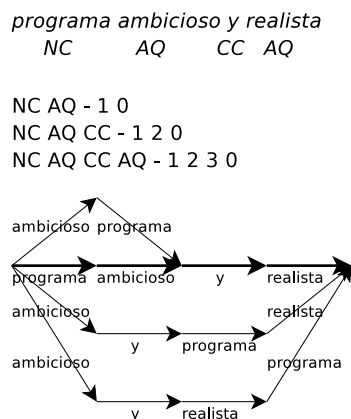 programa ambicioso y realista
NC AQ CC AQ
NC AQ - 1 0
NC AQ CC - 1 2 0
NC AQ CC AQ - 1 2 3 0
ambicioso programa
programa ambicioso y realista
ambicioso realista
y programa
ambicioso programa
y realista